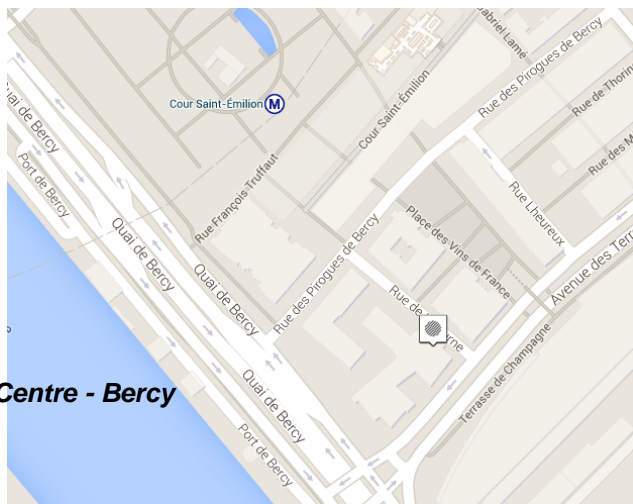 Gabriel Lamé
Rue des Pirogues de Bercy
Rue de Thorin
Cour Saint-Émilion
M
Cour Saint-Émilion
Quai de Bercy
Port de Bercy
Rue des M
Rue François Truffaut
Rue Lheureux
Place des Vins de France
Quai de Bercy
Quai de Bercy
Rue des Pirogues de Bercy
Avenue des Terr
Rue de
Terrasse de Champagne
Centre - Bercy
Quai de Bercy
Port de Bercy